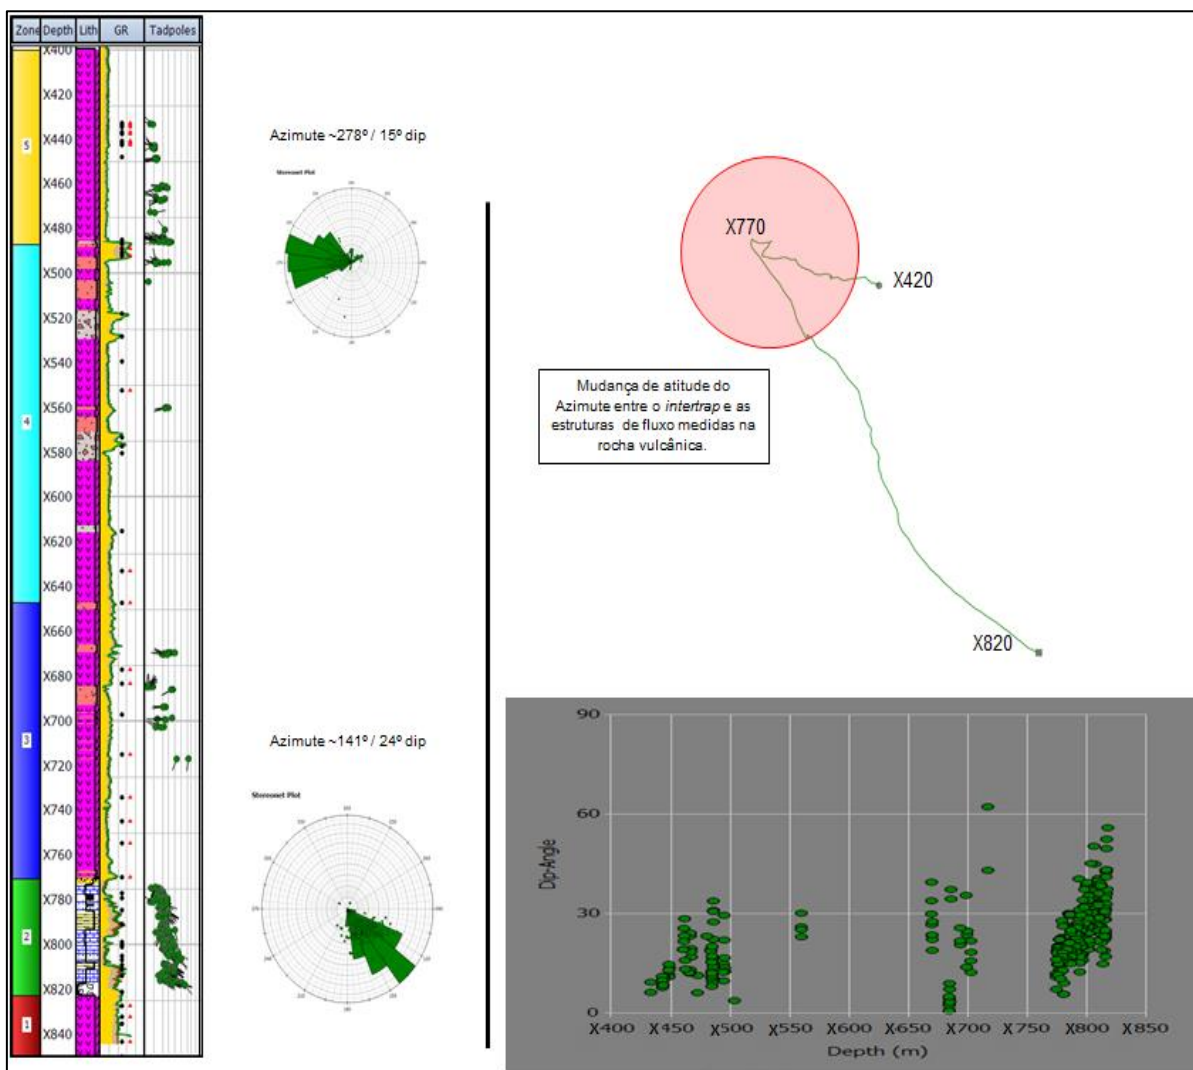 Zone Depth Lith GR Tadpoles
X400
X420
X440
X460
X480
X500
X520
X540
X560
X580
X600
X620
X640
X660
X680
X700
X720
X740
X760
X780
X800
X820
X840
5
4
3
2
1
Azimute ~278º / 15º dip
Stereonet Plot
Azimute ~141º / 24º dip
Stereonet Plot
X770
X420
X820
Mudança de atitude do
Azimute entre o intertrap e as
estruturas de fluxo medidas na
rocha vulcânica.
90
60
30
0
Dip-Angle
X400 X450 X500 X550 X600 X650 X700 X750 X800 X850
Depth (m)